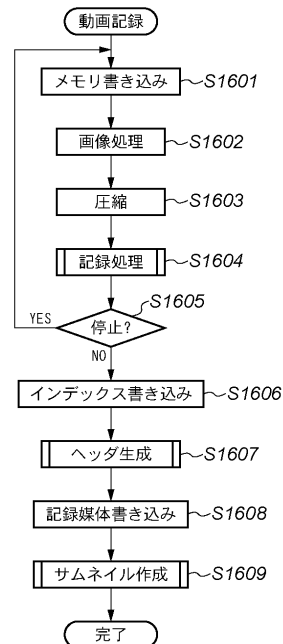 動画記録
メモリ書き込み S1601
画像処理 S1602
圧縮 S1603
記録処理 S1604
S1605
YES 停止?
NO
インデックス書き込み S1606
ヘッダ生成 S1607
記録媒体書き込み S1608
サムネイル作成 S1609
完了